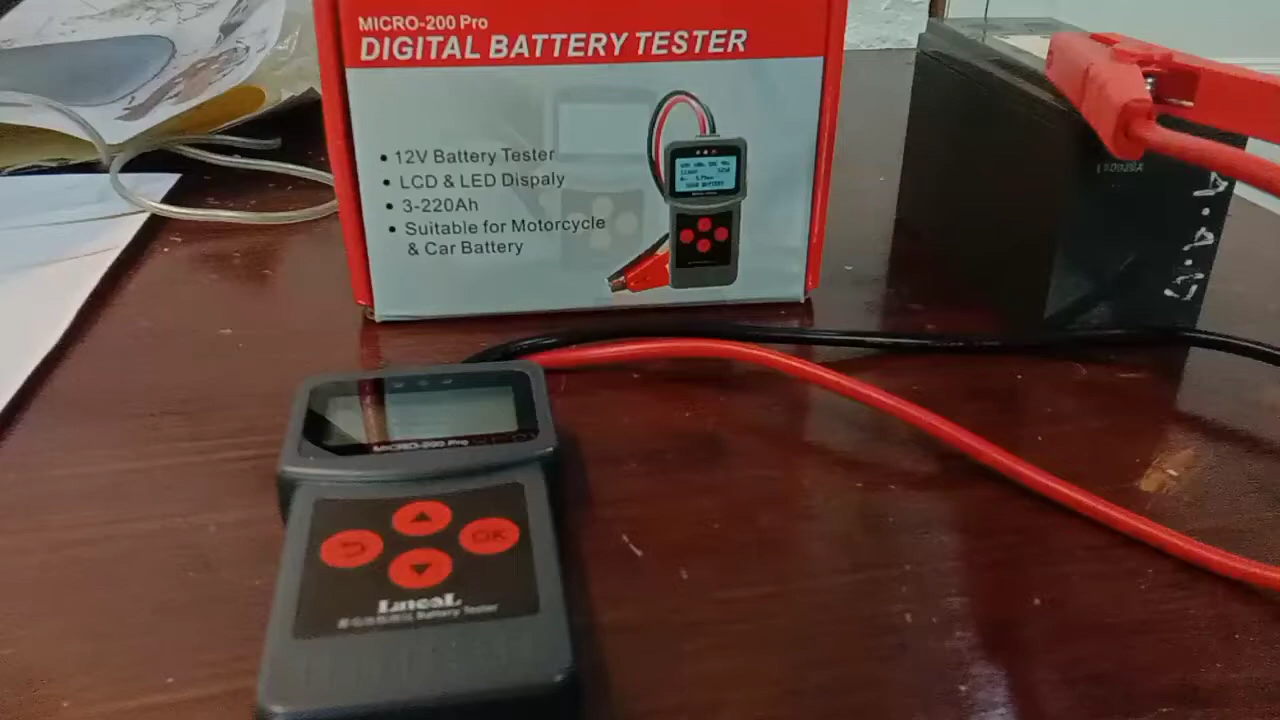 MICRO-200 Pro
DIGITAL BATTERY TESTER
• 12V Battery Tester
• LCD & LED Dispaly
• 3-220Ah
• Suitable for Motorcycle
& Car Battery
MICRO-200 Pro
OK
Lancol
Battery Tester